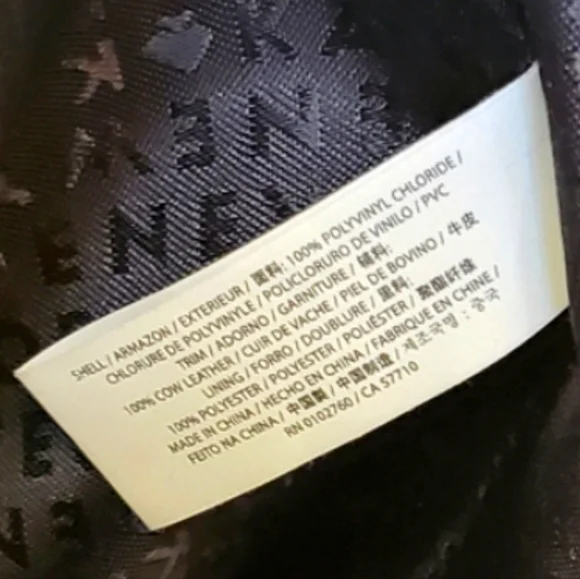 SHELL / ARMAZON / EXTERIEUR / 面料: 100% POLYVINYL CHLORIDE /
CHLORURE DE POLYVINYLE / POLICLORURO DE VINILO / PVC
TRIM / ADORNO / GARNITURE / 辅料:
100% COW LEATHER / CUIR DE VACHE / PIEL DE BOVINO / 牛皮
LINING / FORRO / DOUBLURE / 里料:
100% POLYESTER / POLYESTER / POLIÉSTER / 聚酯纤维
MADE IN CHINA / HECHO EN CHINA / FABRIQUE EN CHINE /
FEITO NA CHINA / 中国製 / 中国制造 / 제조국명 : 중국
RN 0102760 / CA 57710